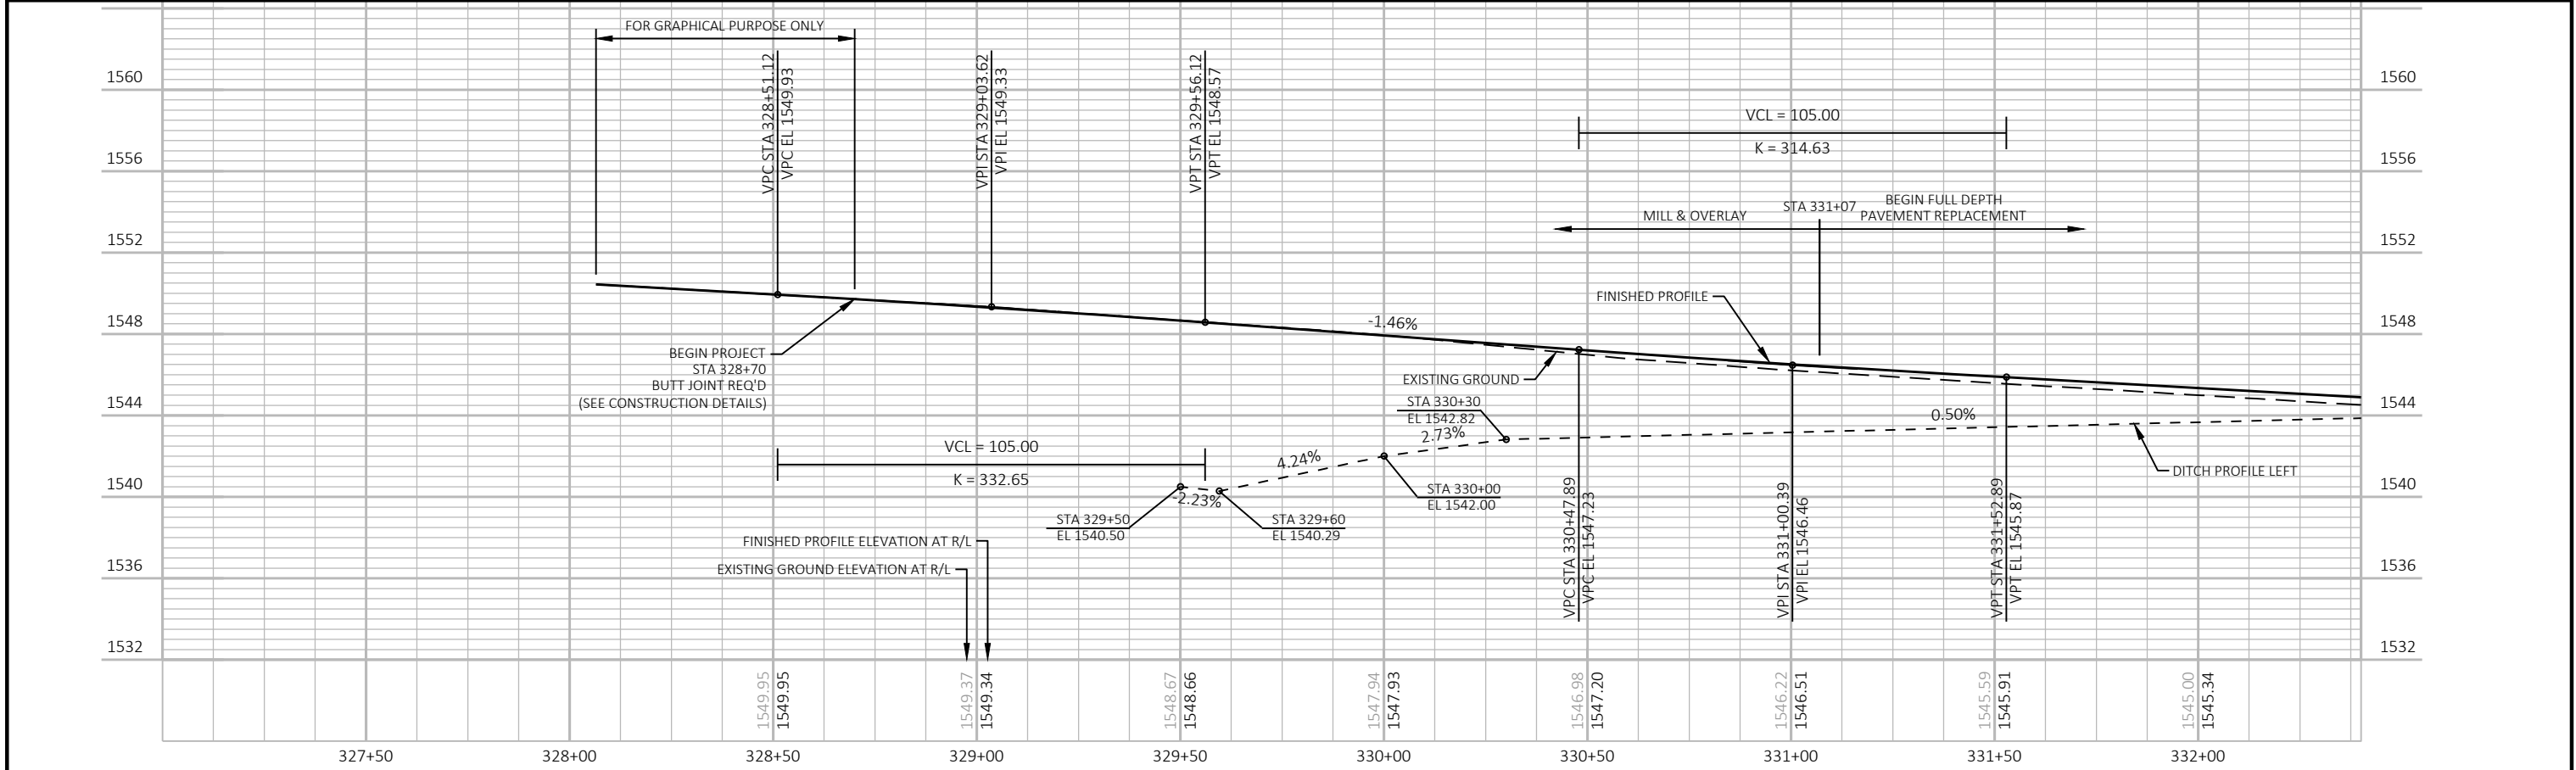 FOR GRAPHICAL PURPOSE ONLY
VPC STA 328+51.12
VPC EL 1549.93
VPI STA 329+03.62
VPI EL 1549.33
VPT STA 329+56.12
VPT EL 1548.57
1560
1560
VCL = 105.00
K = 314.63
1556
1556
BEGIN FULL DEPTH
MILL & OVERLAY
STA 331+07
PAVEMENT REPLACEMENT
1552
1552
FINISHED PROFILE
1548
-1.46%
1548
BEGIN PROJECT
STA 328+70
BUTT JOINT REQ'D
(SEE CONSTRUCTION DETAILS)
EXISTING GROUND
STA 330+30
EL 1542.82
1544
0.50%
1544
2.73%
VCL = 105.00
K = 332.65
4.24%
-2.23%
DITCH PROFILE LEFT
1540
1540
STA 329+50
EL 1540.50
STA 329+60
EL 1540.29
STA 330+00
EL 1542.00
VPC STA 330+47.89
VPC EL 1547.23
VPI STA 331+00.39
VPI EL 1546.46
VPT STA 331+52.89
VPT EL 1545.87
FINISHED PROFILE ELEVATION AT R/L
EXISTING GROUND ELEVATION AT R/L
1536
1536
1532
1532
1549.95
1549.95
1549.37
1549.34
1548.67
1548.66
1547.94
1547.93
1546.98
1547.20
1546.22
1546.51
1545.59
1545.91
1545.00
1545.34
327+50
328+00
328+50
329+00
329+50
330+00
330+50
331+00
331+50
332+00